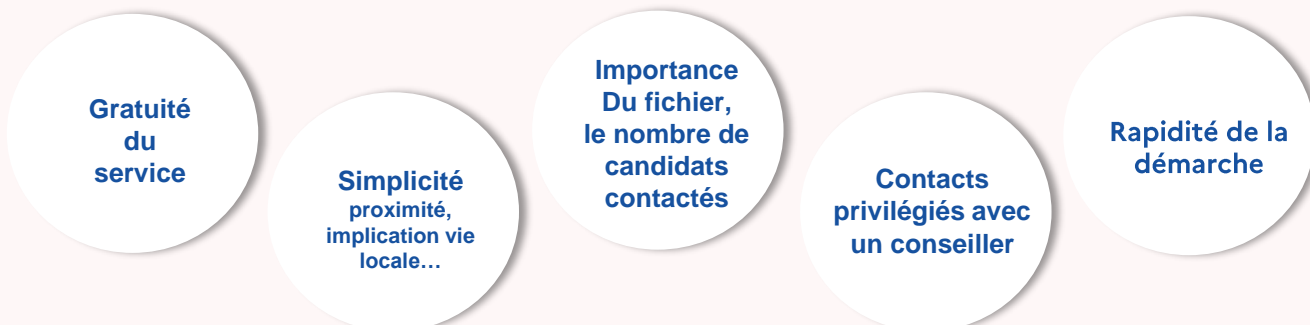 Gratuité
du
service
Simplicité
proximité,
implication vie
locale…
Importance
Du fichier,
le nombre de
candidats
contactés
Contacts
privilégiés avec
un conseiller
Rapidité de la
démarche